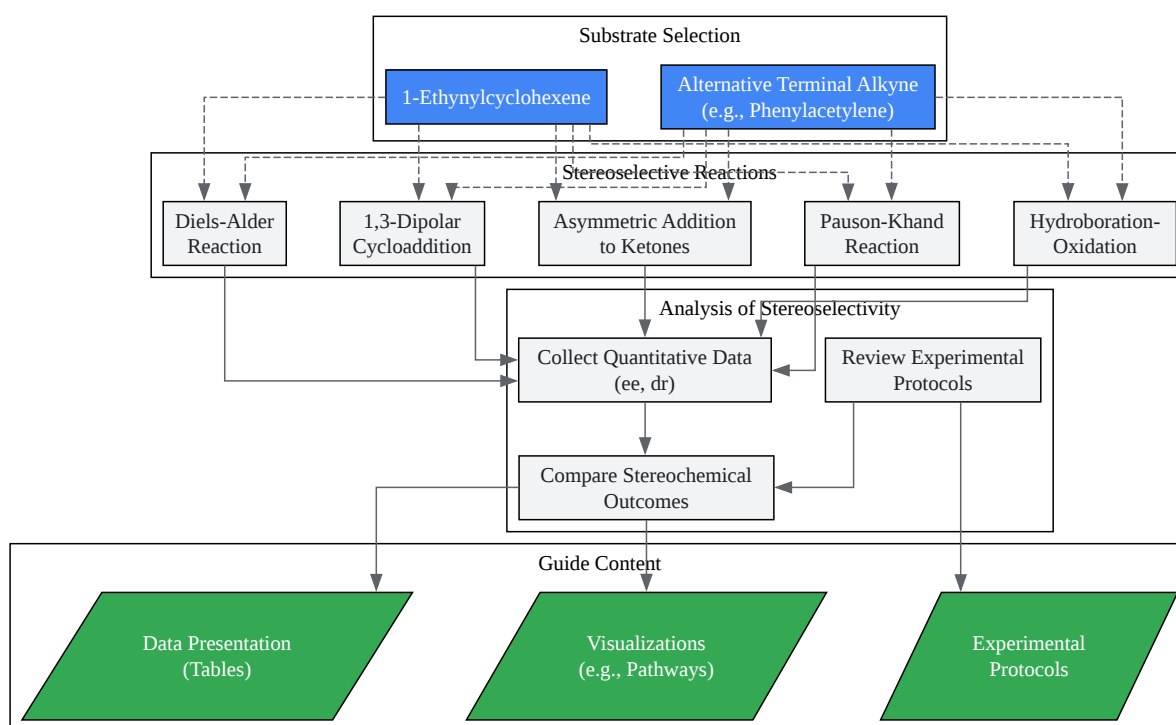 Substrate Selection
1-Ethynylcyclohexene
Alternative Terminal Alkyne
(e.g., Phenylacetylene)
Stereoselective Reactions
Diels-Alder
Reaction
1,3-Dipolar
Cycloaddition
Asymmetric Addition
to Ketones
Pauson-Khand
Reaction
Hydroboration-
Oxidation
Analysis of Stereoselectivity
Collect Quantitative Data
(ee, dr)
Review Experimental
Protocols
Compare Stereochemical
Outcomes
Guide Content
Data Presentation
(Tables)
Visualizations
(e.g., Pathways)
Experimental
Protocols